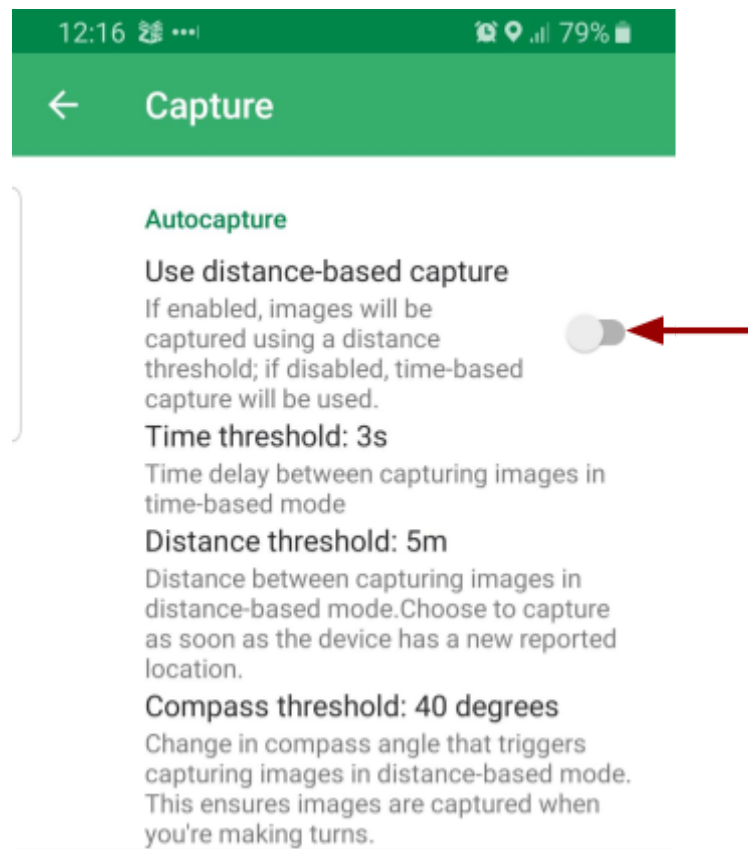 12:16 79%
Capture
Autocapture
Use distance-based capture
If enabled, images will be
captured using a distance
threshold; if disabled, time-based
capture will be used.
Time threshold: 3s
Time delay between capturing images in
time-based mode
Distance threshold: 5m
Distance between capturing images in
distance-based mode.Choose to capture
as soon as the device has a new reported
location.
Compass threshold: 40 degrees
Change in compass angle that triggers
capturing images in distance-based mode.
This ensures images are captured when
you're making turns.